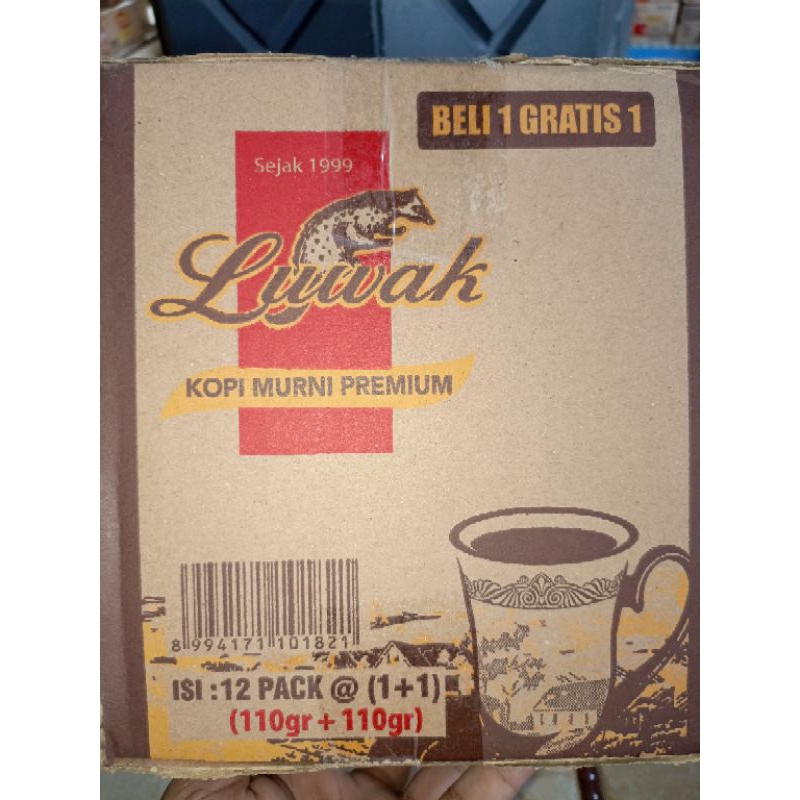 BELI 1 GRATIS 1
Sejak 1999
Luwak
KOPI MURNI PREMIUM
8 994171 101821
ISI : 12 PACK @ (1+1)
(110gr + 110gr)